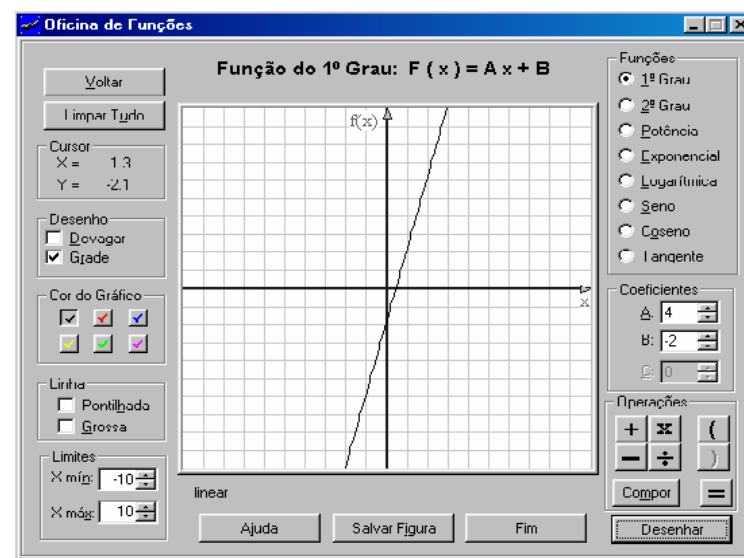 Oficina de Funções
Voltar
Limpar Tudo
Cursor
X = 1.3
Y = -2.1
Desenho
Devagar
Grade
Cor do Gráfico
Linha
Pontilhada
Grossa
Limites
X mín: -10
X máx: 10
Função do 1º Grau: F ( x ) = A x + B
f(x)
x
linear
Ajuda
Salvar Figura
Fim
Funções
1º Grau
2º Grau
Potência
Exponencial
Logarítmica
Seno
Coseno
Tangente
Coeficientes
A: 4
B: -2
C: 0
Operações
+ x (
− ÷ )
Compor =
Desenhar